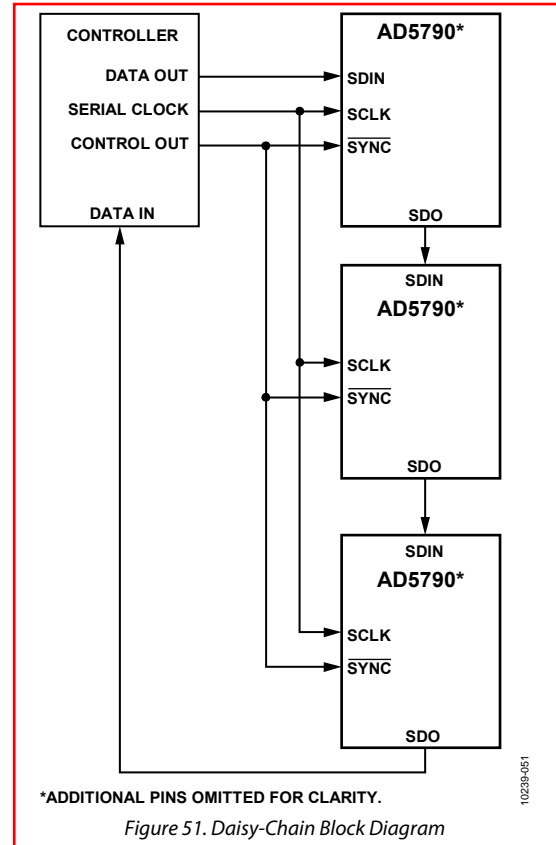 CONTROLLER
DATA OUT
SERIAL CLOCK
CONTROL OUT
DATA IN
AD5790*
SDIN
SCLK
SYNC
SDO
SDIN
AD5790*
SCLK
SYNC
SDO
SDIN
AD5790*
SCLK
SYNC
SDO
*ADDITIONAL PINS OMITTED FOR CLARITY.
10239-051
Figure 51. Daisy-Chain Block Diagram